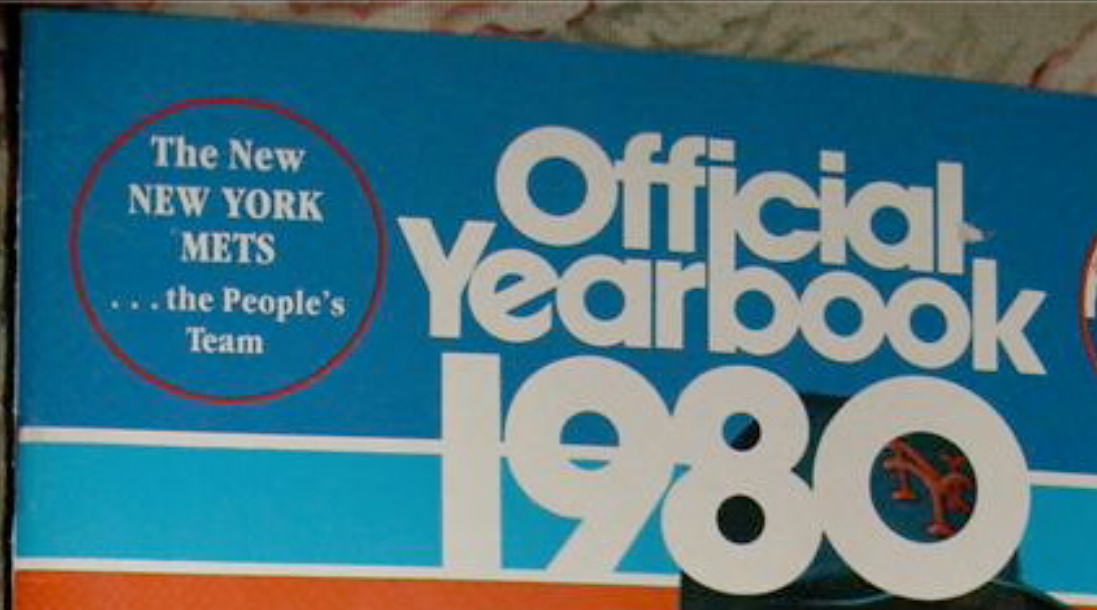 The New
NEW YORK
METS
...the People's
Team
Official
Yearbook
1980